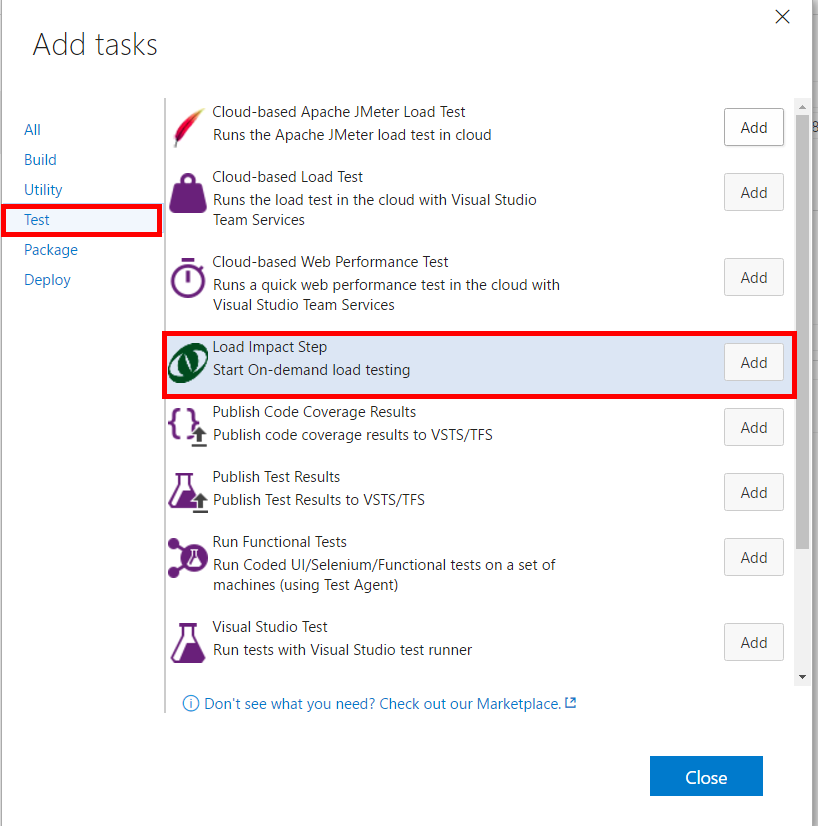 Add tasks
All
Build
Utility
Test
Package
Deploy
Cloud-based Apache JMeter Load Test
Runs the Apache JMeter load test in cloud
Add
Cloud-based Load Test
Runs the load test in the cloud with Visual Studio
Team Services
Add
Cloud-based Web Performance Test
Runs a quick web performance test in the cloud with
Visual Studio Team Services
Add
Load Impact Step
Start On-demand load testing
Add
Publish Code Coverage Results
Publish code coverage results to VSTS/TFS
Add
Publish Test Results
Publish Test Results to VSTS/TFS
Add
Run Functional Tests
Run Coded UI/Selenium/Functional tests on a set of
machines (using Test Agent)
Add
Visual Studio Test
Run tests with Visual Studio test runner
Add
Don't see what you need? Check out our Marketplace.
Close